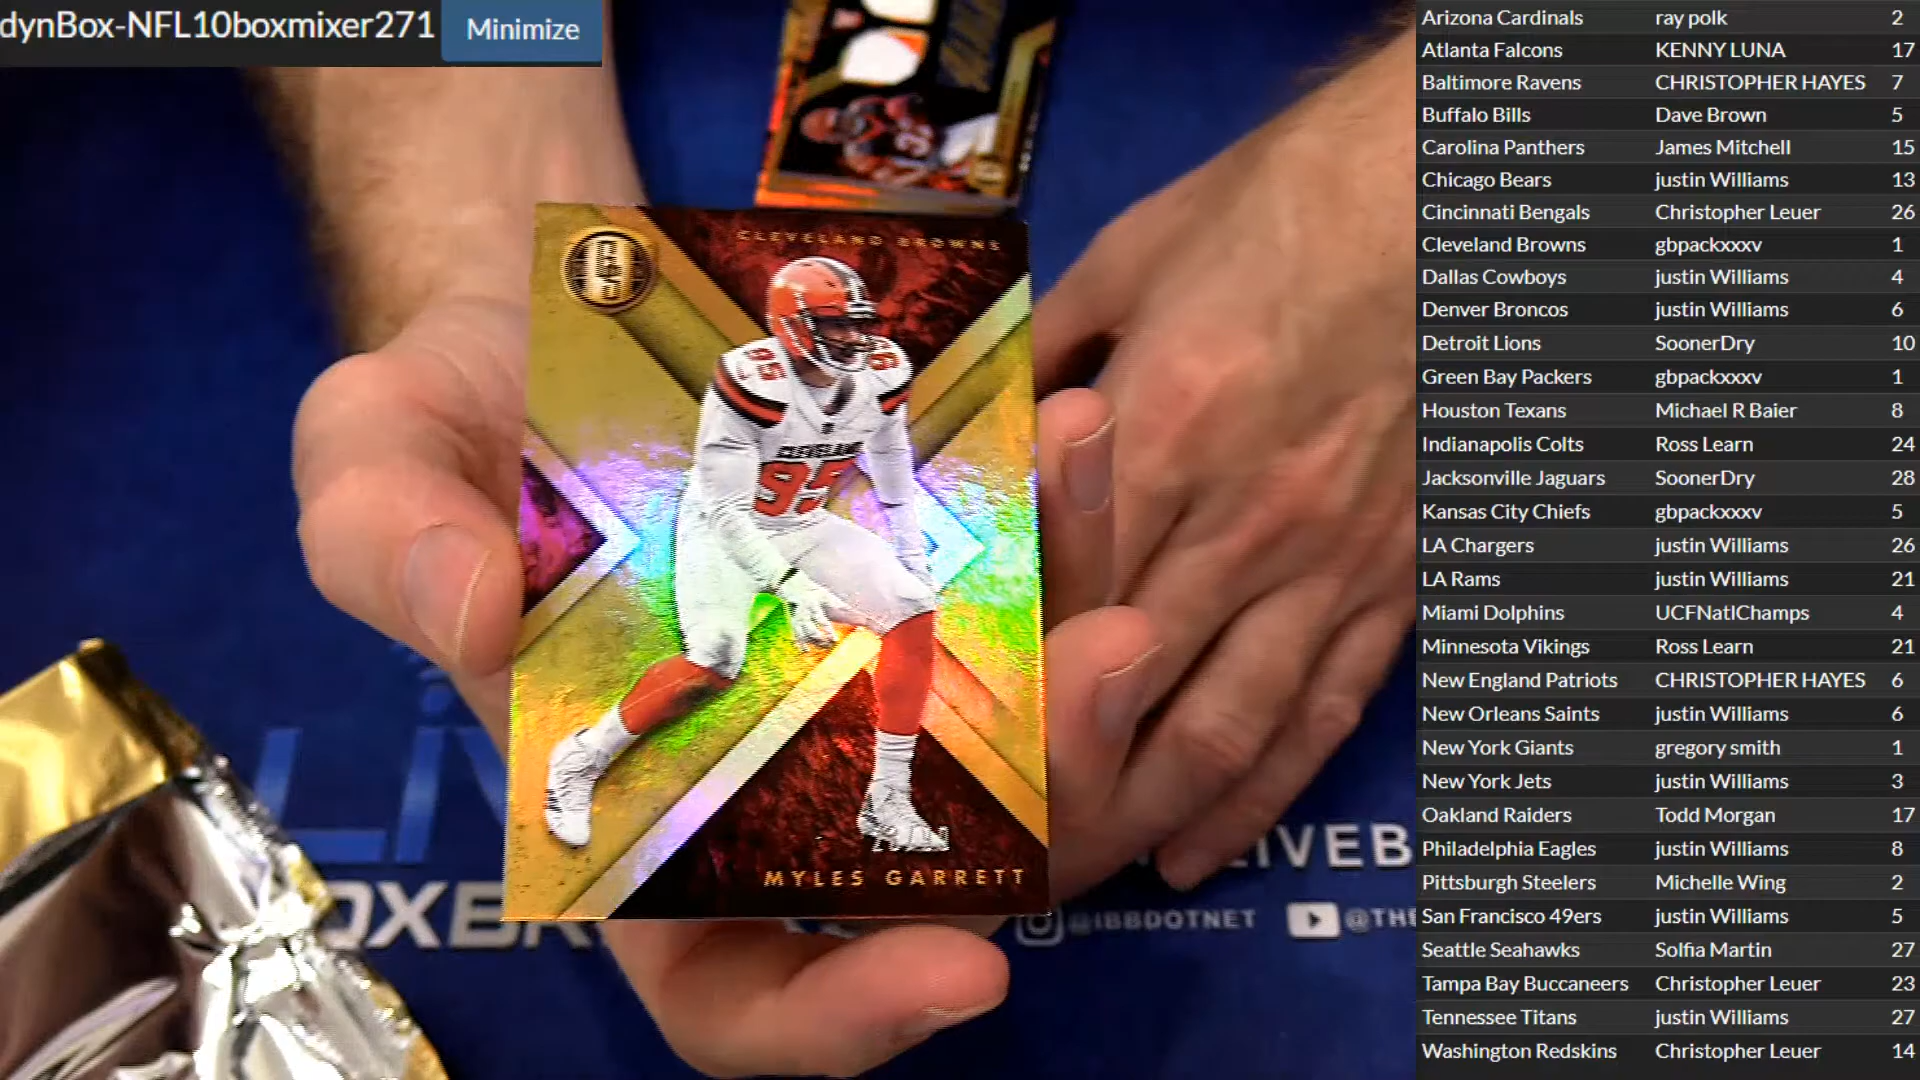 dynBox-NFL10boxmixer271
Minimize
CLEVELAND BROWNS
95
CLEVELAND
95
MYLES GARRETT
LIVEB
@IBBDOTNET
@THE
Arizona Cardinals ray polk 2
Atlanta Falcons KENNY LUNA 17
Baltimore Ravens CHRISTOPHER HAYES 7
Buffalo Bills Dave Brown 5
Carolina Panthers James Mitchell 15
Chicago Bears justin Williams 13
Cincinnati Bengals Christopher Leuer 26
Cleveland Browns gbpackxxxv 1
Dallas Cowboys justin Williams 4
Denver Broncos justin Williams 6
Detroit Lions SoonerDry 10
Green Bay Packers gbpackxxxv 1
Houston Texans Michael R Baier 8
Indianapolis Colts Ross Learn 24
Jacksonville Jaguars SoonerDry 28
Kansas City Chiefs gbpackxxxv 5
LA Chargers justin Williams 26
LA Rams justin Williams 21
Miami Dolphins UCFNatlChamps 4
Minnesota Vikings Ross Learn 21
New England Patriots CHRISTOPHER HAYES 6
New Orleans Saints justin Williams 6
New York Giants gregory smith 1
New York Jets justin Williams 3
Oakland Raiders Todd Morgan 17
Philadelphia Eagles justin Williams 8
Pittsburgh Steelers Michelle Wing 2
San Francisco 49ers justin Williams 5
Seattle Seahawks Solfia Martin 27
Tampa Bay Buccaneers Christopher Leuer 23
Tennessee Titans justin Williams 27
Washington Redskins Christopher Leuer 14